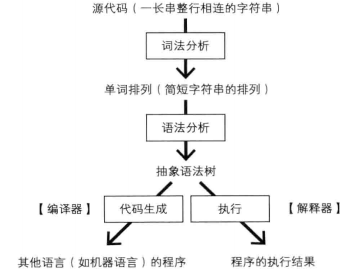 源代码（一长串整行相连的字符串）
词法分析
单词排列（简短字符串的排列）
语法分析
抽象语法树
【编译器】 代码生成 执行 【解释器】
其他语言（如机器语言）的程序 程序的执行结果